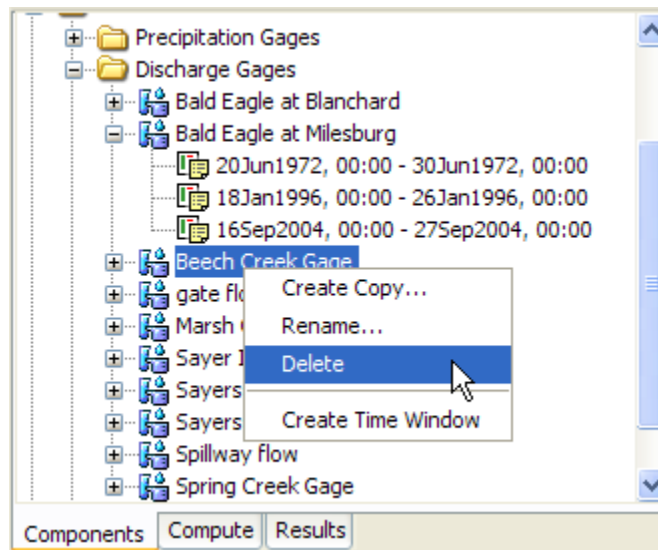 Precipitation Gages
Discharge Gages
Bald Eagle at Blanchard
Bald Eagle at Milesburg
20Jun1972, 00:00 - 30Jun1972, 00:00
18Jan1996, 00:00 - 26Jan1996, 00:00
16Sep2004, 00:00 - 27Sep2004, 00:00
Beech Creek Gage
Create Copy...
gate
Rename...
Marsh
Delete
Sayer
Sayers
Create Time Window
Sayers
Spillway flow
Spring Creek Gage
Components Compute Results